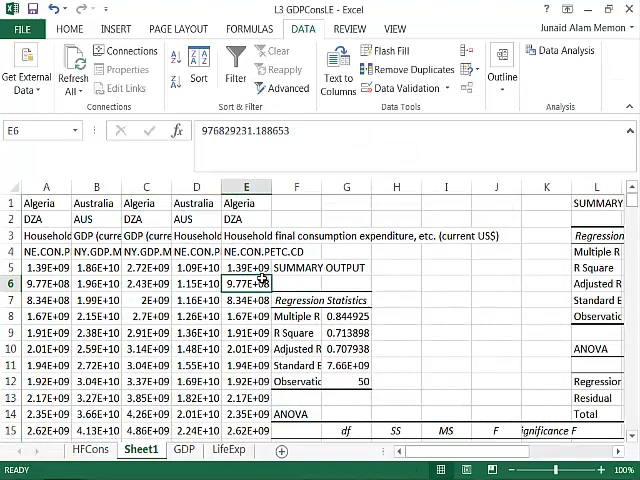 L3 GDPConsLE - Excel
FILE HOME INSERT PAGE LAYOUT FORMULAS DATA REVIEW VIEW Junaid Alam Memon
Get External Data
Refresh All
Connections
Properties
Edit Links
Connections
Sort
Filter
Clear
Reapply
Advanced
Sort & Filter
Text to Columns
Flash Fill
Remove Duplicates
Data Validation
Data Tools
Outline
Data Analysis
Analysis
E6 fx 976829231.188653
A B C D E F G H I J K L
1 Algeria Australia Algeria Australia Algeria SUMMARY
2 DZA AUS DZA AUS DZA
3 Household GDP (curre Household Household final consumption expenditure, etc. (current US$) Regression
4 NE.CON.P NY.GDP.M NY.GDP.M NE.CON.P NE.CON.PETC.CD Multiple R
5 1.39E+09 1.86E+10 2.72E+09 1.09E+10 1.39E+09 SUMMARY OUTPUT R Square
6 9.77E+08 1.96E+10 2.43E+09 1.15E+10 9.77E+08 Adjusted R
7 8.34E+08 1.99E+10 2E+09 1.16E+10 8.34E+08 Regression Statistics Standard E
8 1.67E+09 2.15E+10 2.7E+09 1.26E+10 1.67E+09 Multiple R 0.844925 Observatio
9 1.91E+09 2.38E+10 2.91E+09 1.36E+10 1.91E+09 R Square 0.713898
10 2.01E+09 2.59E+10 3.14E+09 1.44E+10 2.01E+09 Adjusted R 0.707938 ANOVA
11 1.94E+09 2.72E+10 3.04E+09 1.55E+10 1.94E+09 Standard E 7.66E+09
12 1.92E+09 3.04E+10 3.37E+09 1.69E+10 1.92E+09 Observatic 50 Regression
13 2.17E+09 3.27E+10 3.85E+09 1.82E+10 2.17E+09 Residual
14 2.35E+09 3.66E+10 4.26E+09 2.01E+10 2.35E+09 ANOVA Total
15 2.62E+09 4.13E+10 4.86E+09 2.24E+10 2.62E+09 df SS MS F ignificance F
HFCons Sheet1 GDP LifeExp
READY 100%